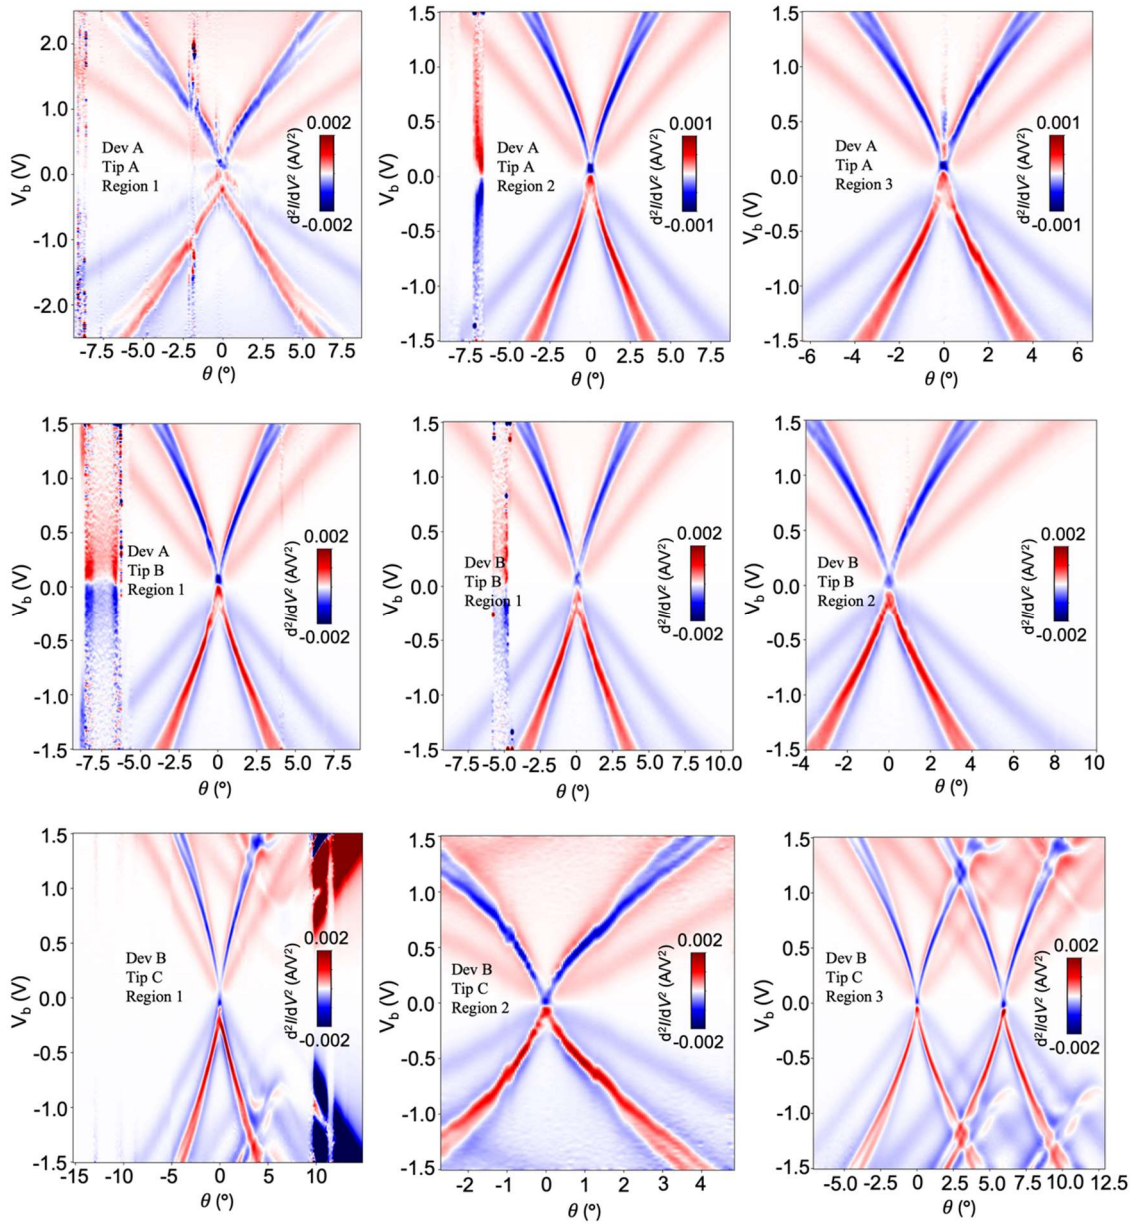 2.0
1.0
0.0
-1.0
-2.0
V_b (V)
Dev A
Tip A
Region 1
0.002
-0.002
d²I/dV² (A/V²)
-7.5 -5.0 -2.5 0 2.5 5.0 7.5
θ (°)
1.5
1.0
0.5
0.0
-0.5
-1.0
-1.5
V_b (V)
Dev A
Tip A
Region 2
0.001
-0.001
d²I/dV² (A/V²)
-7.5 -5.0 -2.5 0 2.5 5.0 7.5
θ (°)
1.5
1.0
0.5
0.0
-0.5
-1.0
-1.5
V_b (V)
Dev A
Tip A
Region 3
0.001
-0.001
d²I/dV² (A/V²)
-6 -4 -2 0 2 4 6
θ (°)
1.5
1.0
0.5
0.0
-0.5
-1.0
-1.5
V_b (V)
Dev A
Tip B
Region 1
0.002
-0.002
d²I/dV² (A/V²)
-7.5 -5.0 -2.5 0 2.5 5.0 7.5
θ (°)
1.5
1.0
0.5
0.0
-0.5
-1.0
-1.5
V_b (V)
Dev B
Tip B
Region 1
0.002
-0.002
d²I/dV² (A/V²)
-7.5 -5.0 -2.5 0 2.5 5.0 7.5 10.0
θ (°)
1.5
1.0
0.5
0.0
-0.5
-1.0
-1.5
V_b (V)
Dev B
Tip B
Region 2
0.002
-0.002
d²I/dV² (A/V²)
-4 -2 0 2 4 6 8 10
θ (°)
1.5
1.0
0.5
0.0
-0.5
-1.0
-1.5
V_b (V)
Dev B
Tip C
Region 1
0.002
-0.002
d²I/dV² (A/V²)
-15 -10 -5 0 5 10
θ (°)
1.5
1.0
0.5
0.0
-0.5
-1.0
-1.5
V_b (V)
Dev B
Tip C
Region 2
0.002
-0.002
d²I/dV² (A/V²)
-2 -1 0 1 2 3 4
θ (°)
1.5
1.0
0.5
0.0
-0.5
-1.0
-1.5
V_b (V)
Dev B
Tip C
Region 3
0.002
-0.002
d²I/dV² (A/V²)
-5.0 -2.5 0 2.5 5.0 7.5 10.0 12.5
θ (°)